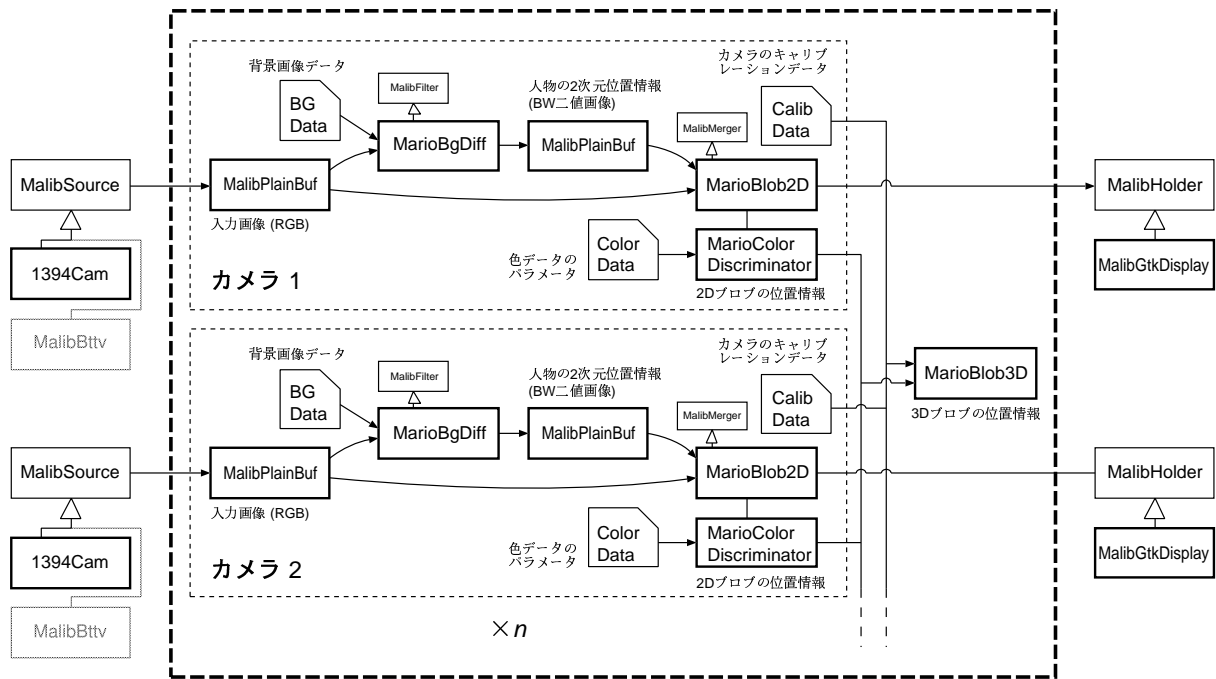 MalibSource
1394Cam
MalibBttv
背景画像データ
BG
Data
MalibFilter
MarioBgDiff
人物の2次元位置情報
(BW二値画像)
MalibPlainBuf
カメラのキャリブ
レーションデータ
Calib
Data
MalibMerger
MalibPlainBuf
入力画像 (RGB)
MarioBlob2D
色データの
パラメータ
Color
Data
MarioColor
Discriminator
2Dブロブの位置情報
カメラ 1
MalibHolder
MalibGtkDisplay
MarioBlob3D
3Dブロブの位置情報
MalibSource
1394Cam
MalibBttv
背景画像データ
BG
Data
MalibFilter
MarioBgDiff
人物の2次元位置情報
(BW二値画像)
MalibPlainBuf
カメラのキャリブ
レーションデータ
Calib
Data
MalibMerger
MalibPlainBuf
入力画像 (RGB)
MarioBlob2D
色データの
パラメータ
Color
Data
MarioColor
Discriminator
2Dブロブの位置情報
カメラ 2
MalibHolder
MalibGtkDisplay
×n